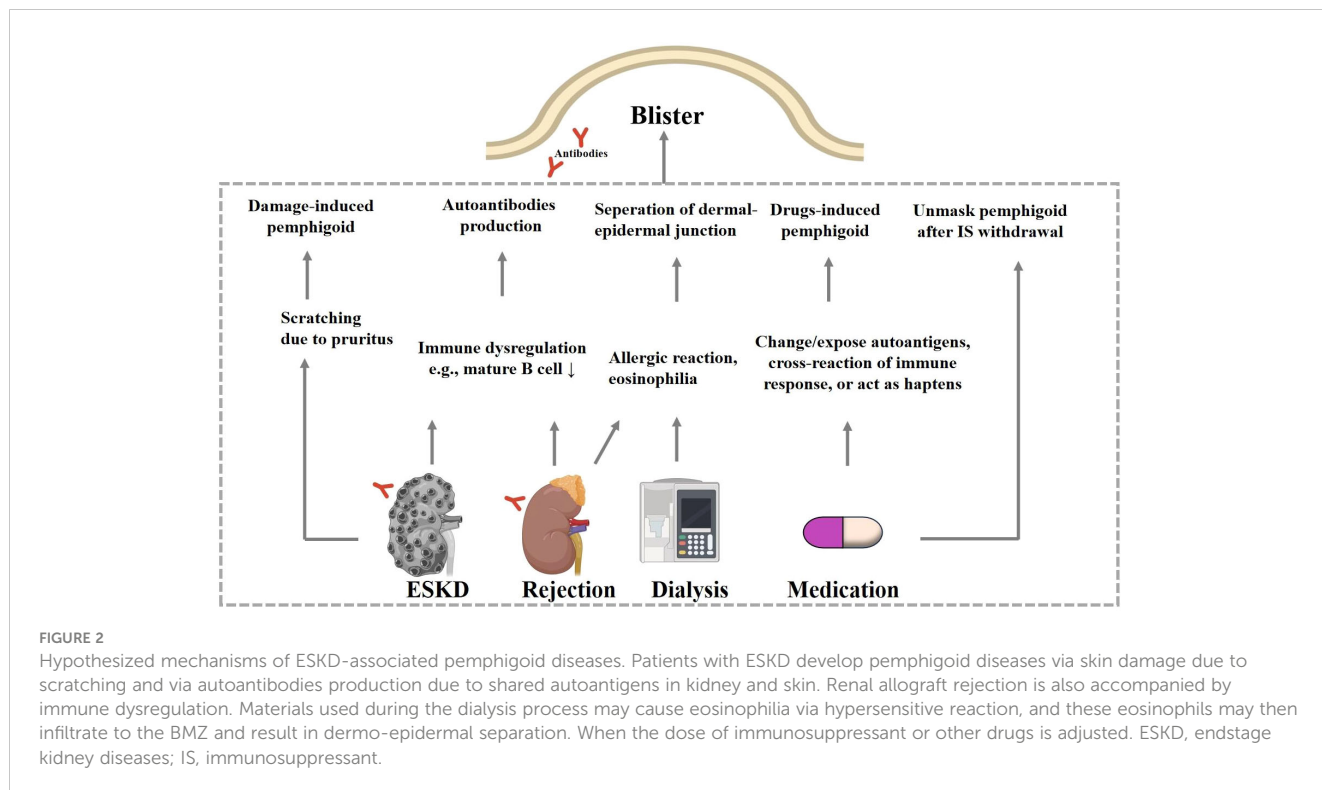 Blister
Antibodies
Damage-induced
pemphigoid
Autoantibodies
production
Seperation of dermal-
epidermal junction
Drugs-induced
pemphigoid
Unmask pemphigoid
after IS withdrawal
Scratching
due to pruritus
Immune dysregulation
e.g., mature B cell ↓
Allergic reaction,
eosinophilia
Change/expose autoantigens,
cross-reaction of immune
response, or act as haptens
ESKD
Rejection
Dialysis
Medication
FIGURE 2
Hypothesized mechanisms of ESKD-associated pemphigoid diseases. Patients with ESKD develop pemphigoid diseases via skin damage due to
scratching and via autoantibodies production due to shared autoantigens in kidney and skin. Renal allograft rejection is also accompanied by
immune dysregulation. Materials used during the dialysis process may cause eosinophilia via hypersensitive reaction, and these eosinophils may then
infiltrate to the BMZ and result in dermo-epidermal separation. When the dose of immunosuppressant or other drugs is adjusted. ESKD, endstage
kidney diseases; IS, immunosuppressant.